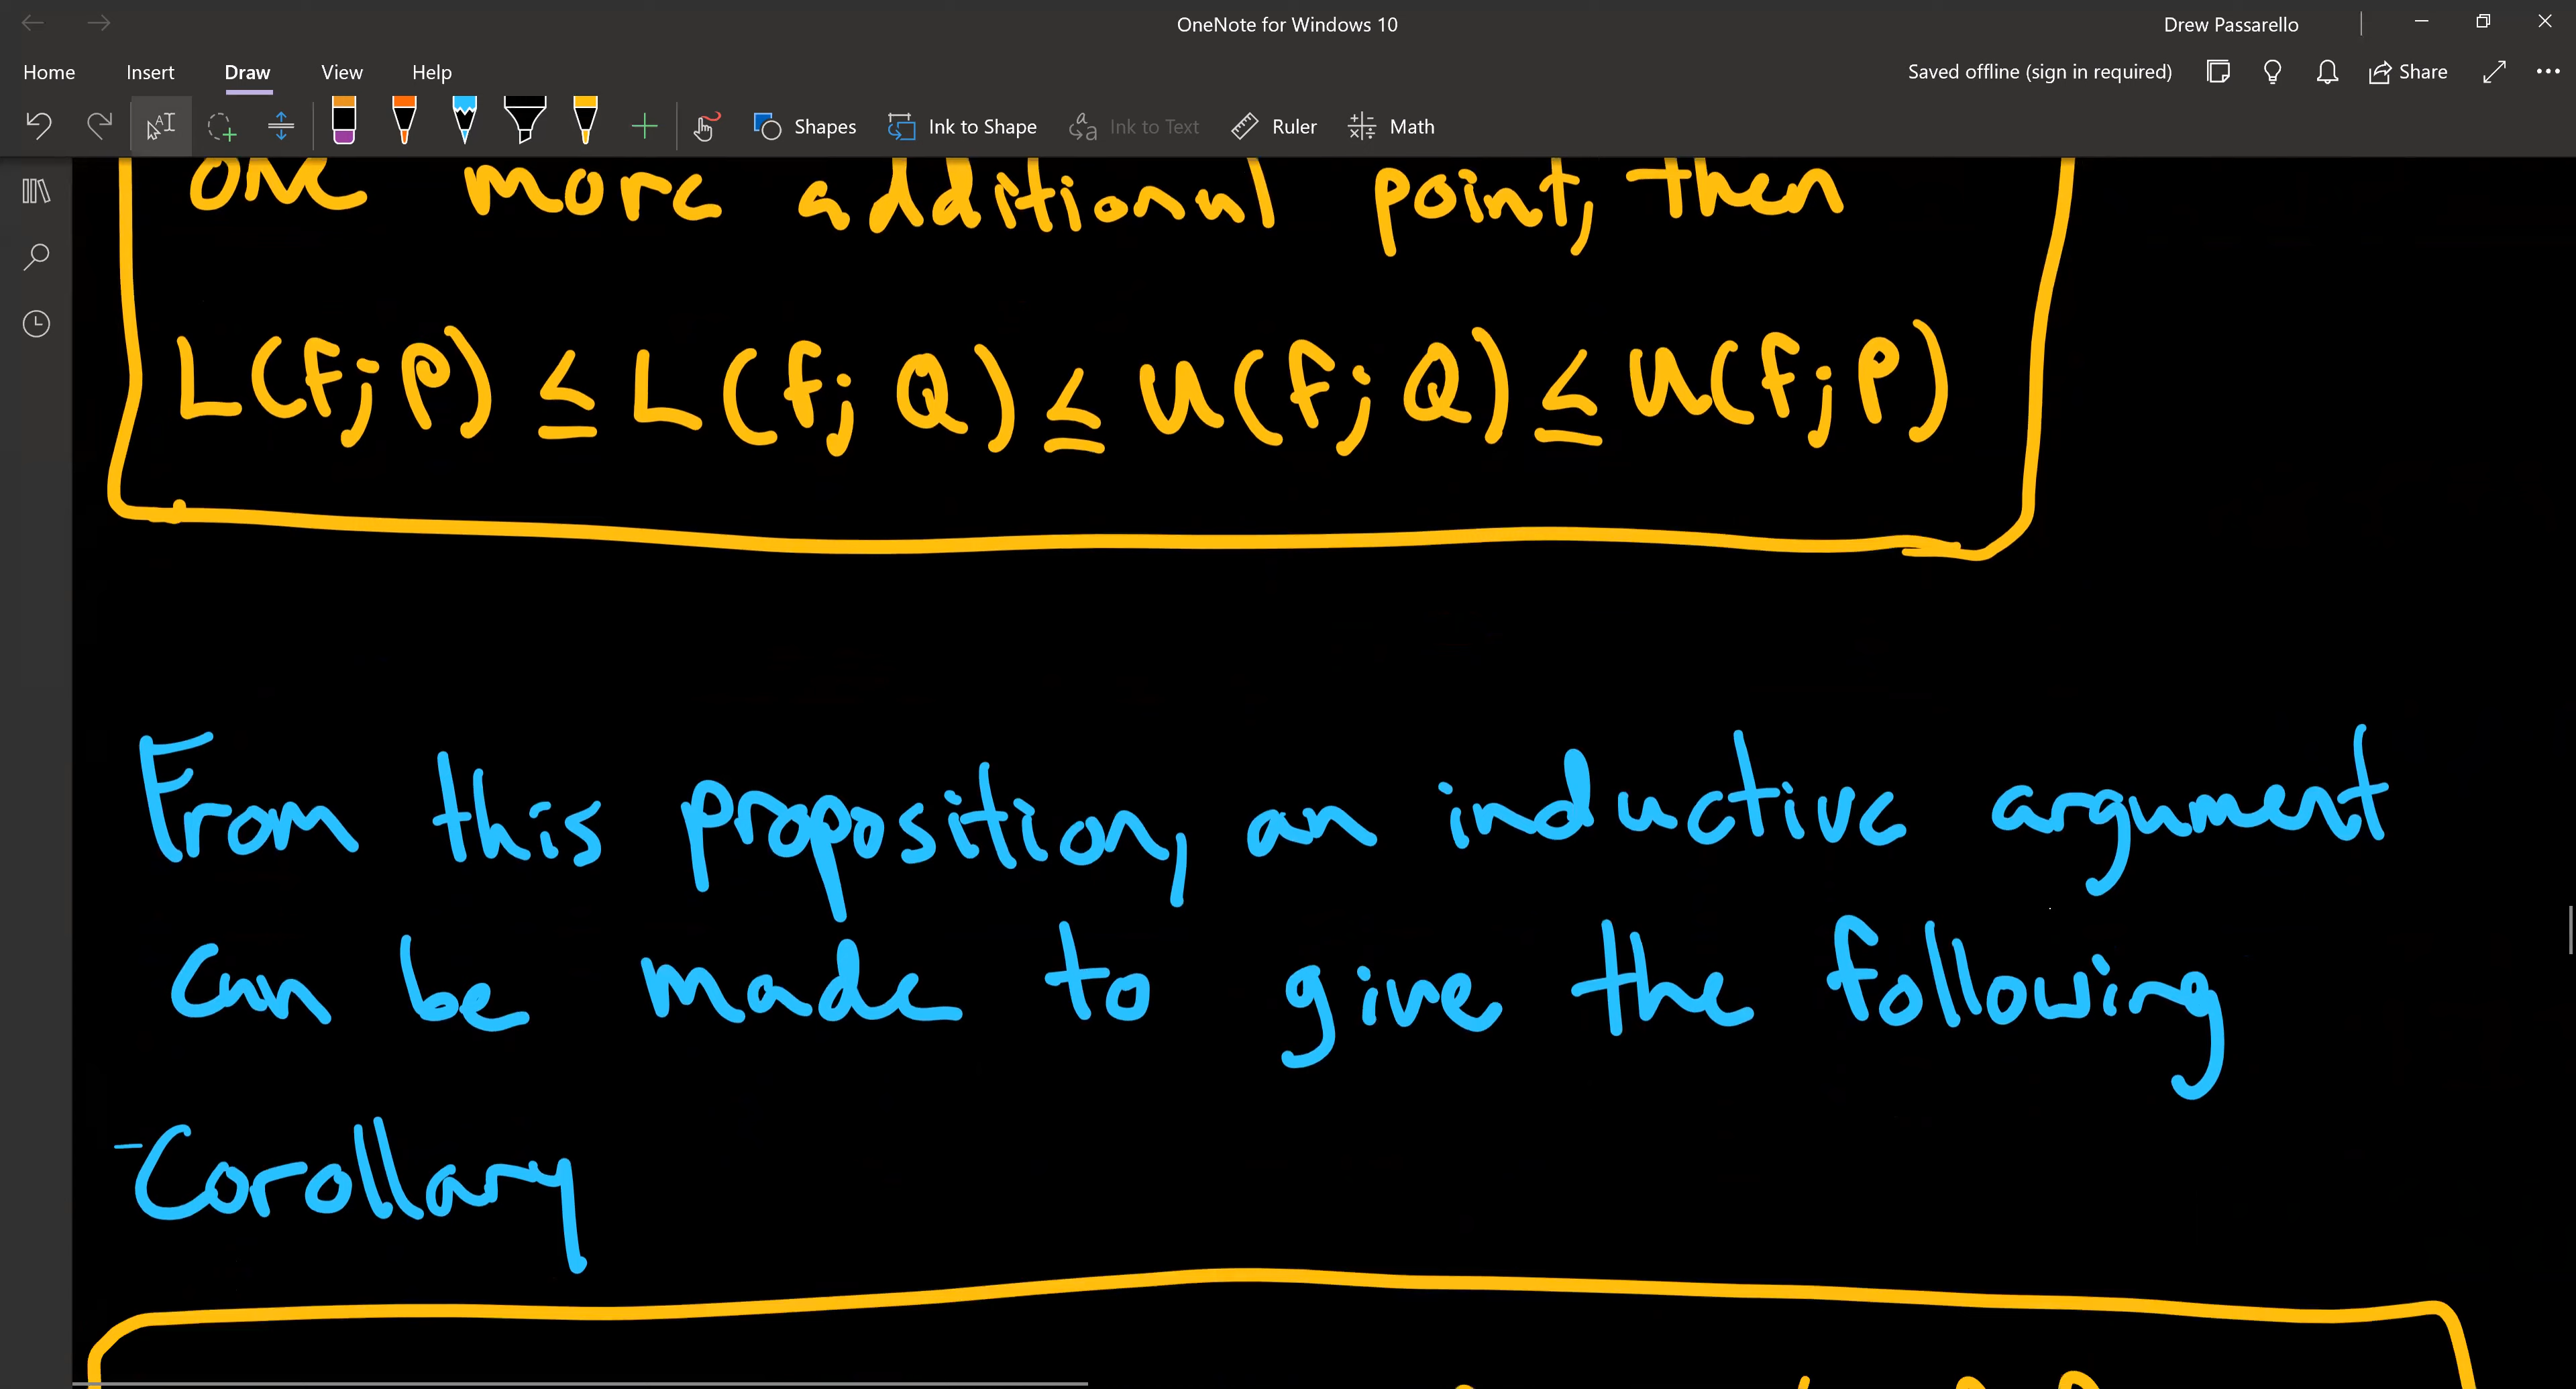 OneNote for Windows 10
Drew Passarello
Home Insert Draw View Help
Saved offline (sign in required) Share
Shapes Ink to Shape Ink to Text Ruler Math
one more additional point, then
L(f;P) ≤ L(f;Q) ≤ U(f;Q) ≤ U(f;P)
From this proposition, an inductive argument
can be made to give the following
Corollary